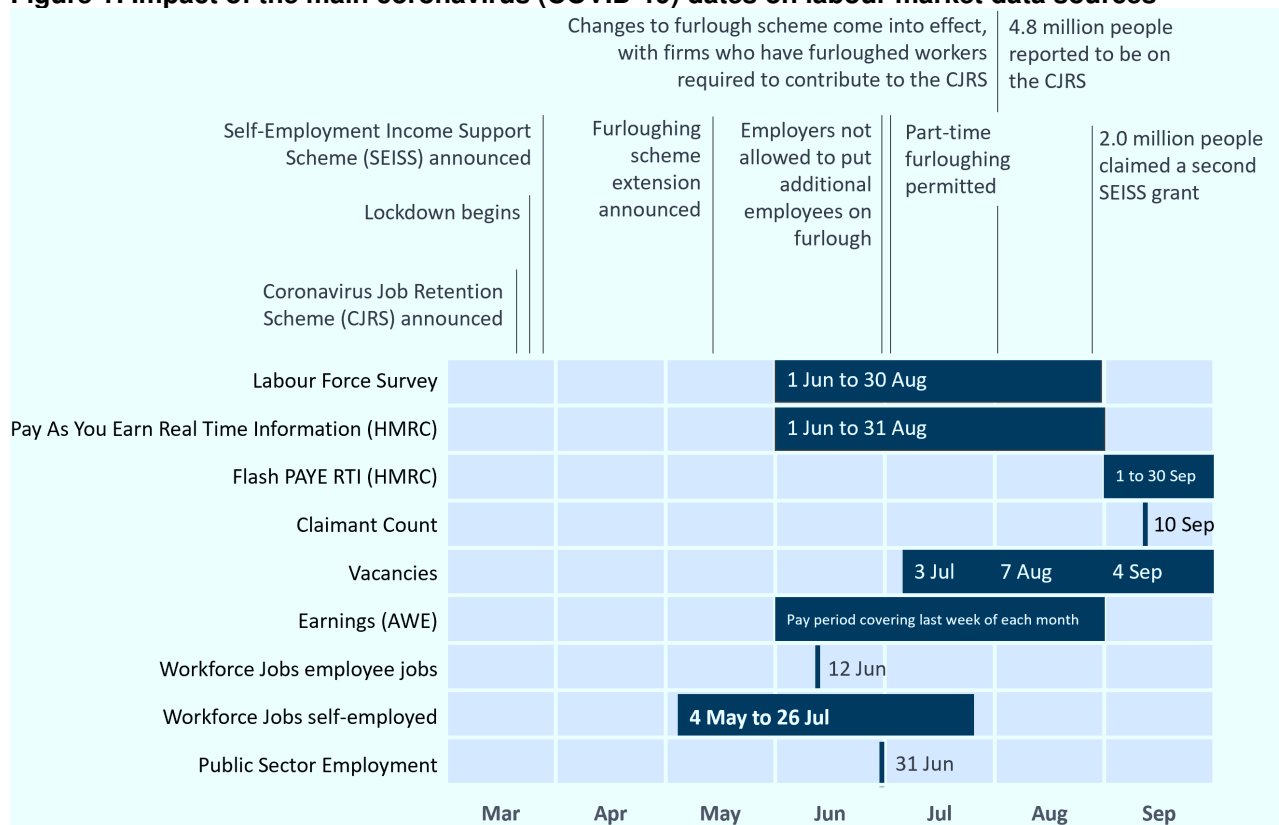 Figure 1: Impact of the main coronavirus (COVID-19) dates on labour market data sources
Changes to furlough scheme come into effect,
with firms who have furloughed workers
required to contribute to the CJRS
4.8 million people
reported to be on
the CJRS
Self-Employment Income Support
Scheme (SEISS) announced
Furloughing
scheme
extension
announced
Employers not
allowed to put
additional
employees on
furlough
Part-time
furloughing
permitted
2.0 million people
claimed a second
SEISS grant
Lockdown begins
Coronavirus Job Retention
Scheme (CJRS) announced
Labour Force Survey
1 Jun to 30 Aug
Pay As You Earn Real Time Information (HMRC)
1 Jun to 31 Aug
Flash PAYE RTI (HMRC)
1 to 30 Sep
Claimant Count
10 Sep
Vacancies
3 Jul 7 Aug 4 Sep
Earnings (AWE)
Pay period covering last week of each month
Workforce Jobs employee jobs
12 Jun
Workforce Jobs self-employed
4 May to 26 Jul
Public Sector Employment
31 Jun
Mar Apr May Jun Jul Aug Sep